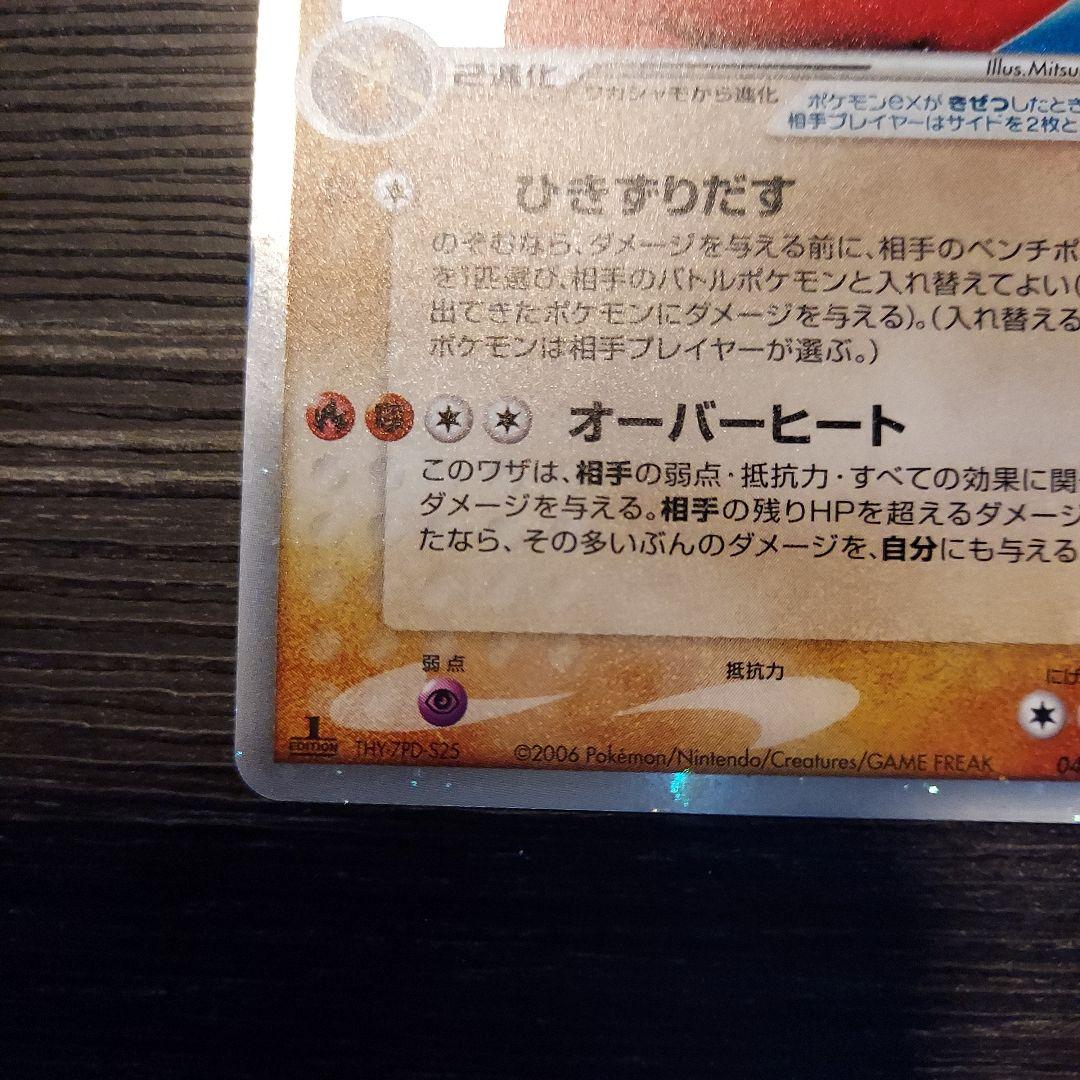 2進化
ワカシャモから進化
Illus.Mitsu
ポケモンexが きぜつしたとき
相手プレイヤーはサイドを2枚と
ひきずりだす
のぞむなら、ダメージを与える前に、相手のベンチポ
を1匹選び、相手のバトルポケモンと入れ替えてよい(
出てきたポケモンにダメージを与える)。(入れ替える
ポケモンは相手プレイヤーが選ぶ。)
オーバーヒート
このワザは、相手の弱点・抵抗力・すべての効果に関
ダメージを与える。相手の残りHPを超えるダメージ
たなら、その多いぶんのダメージを、自分にも与える
弱点
抵抗力
にげ
1 EDITION
THY-7PD-S25
©2006 Pokémon/Nintendo/Creatures/GAME FREAK
04